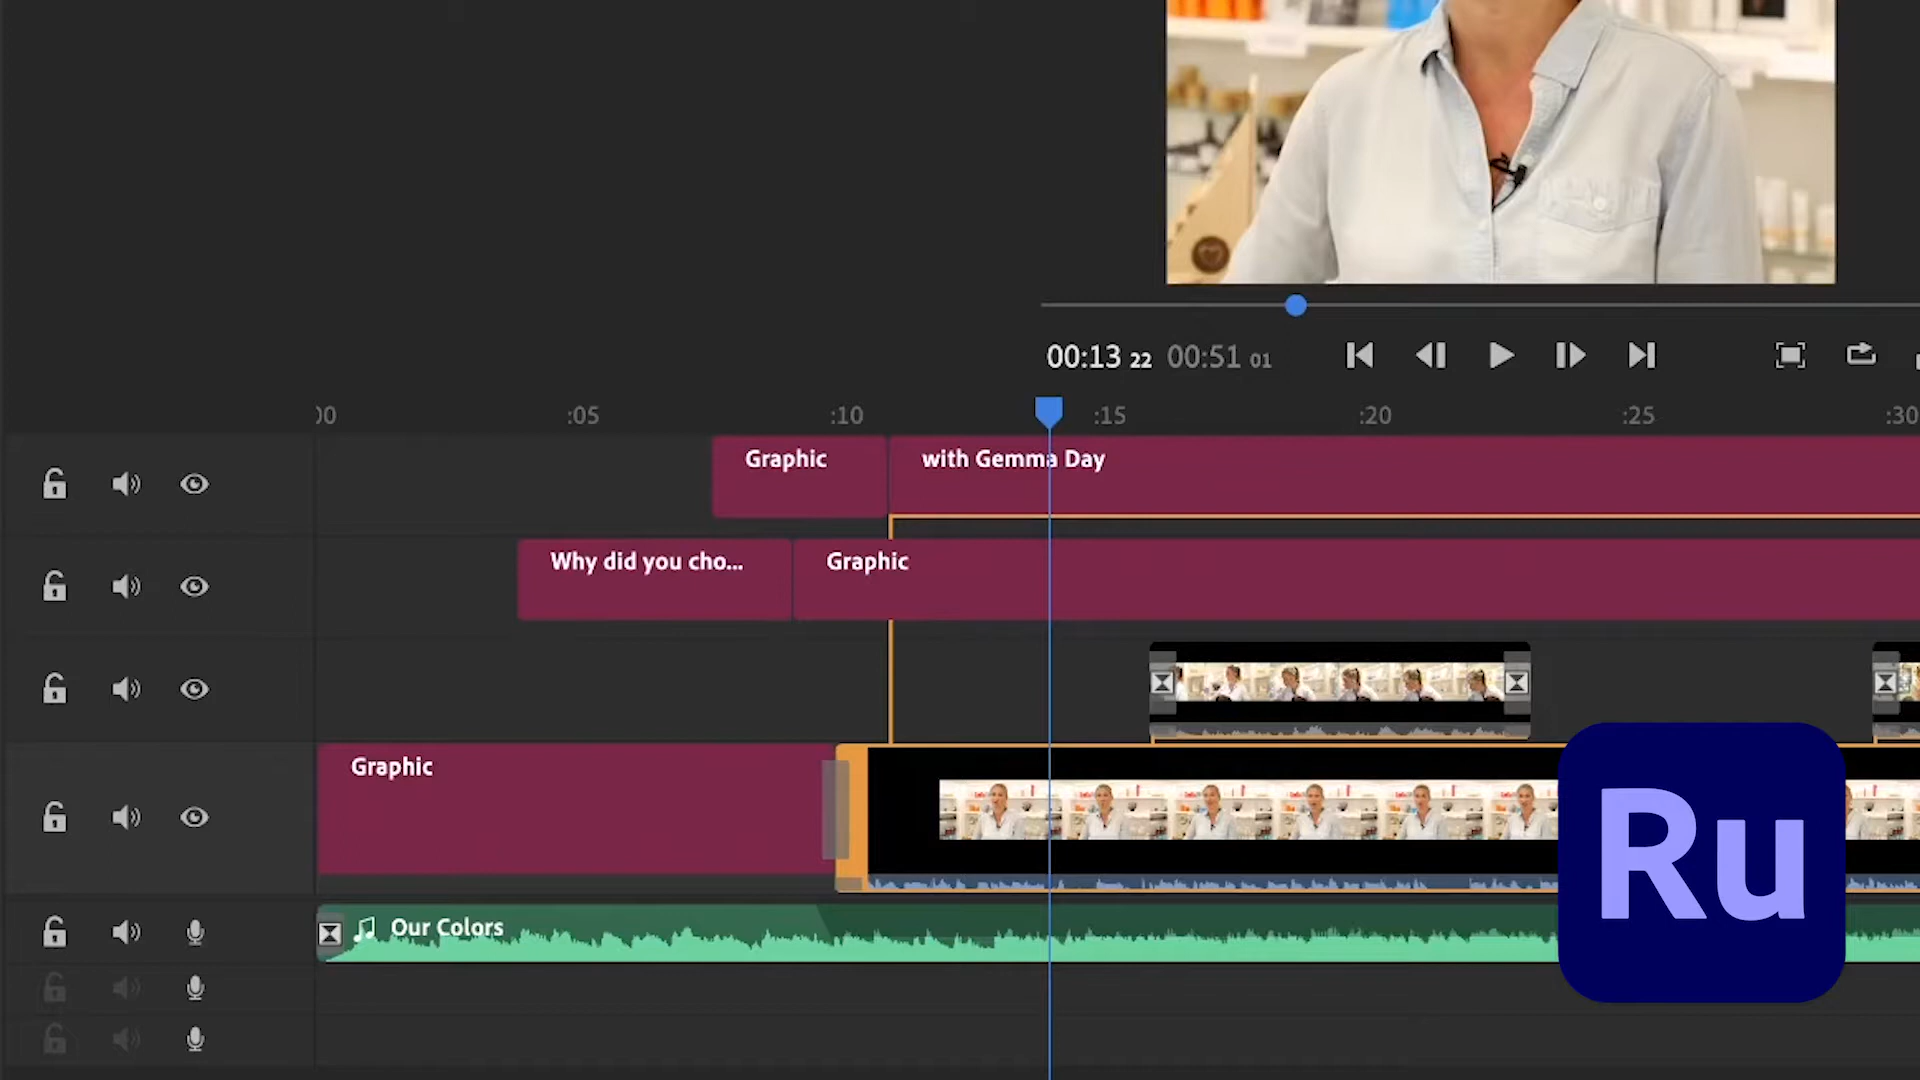 00:13 22 00:51 01
:00 :05 :10 :15 :20 :25 :30
Graphic with Gemma Day
Why did you cho... Graphic
Graphic
Ru
Our Colors